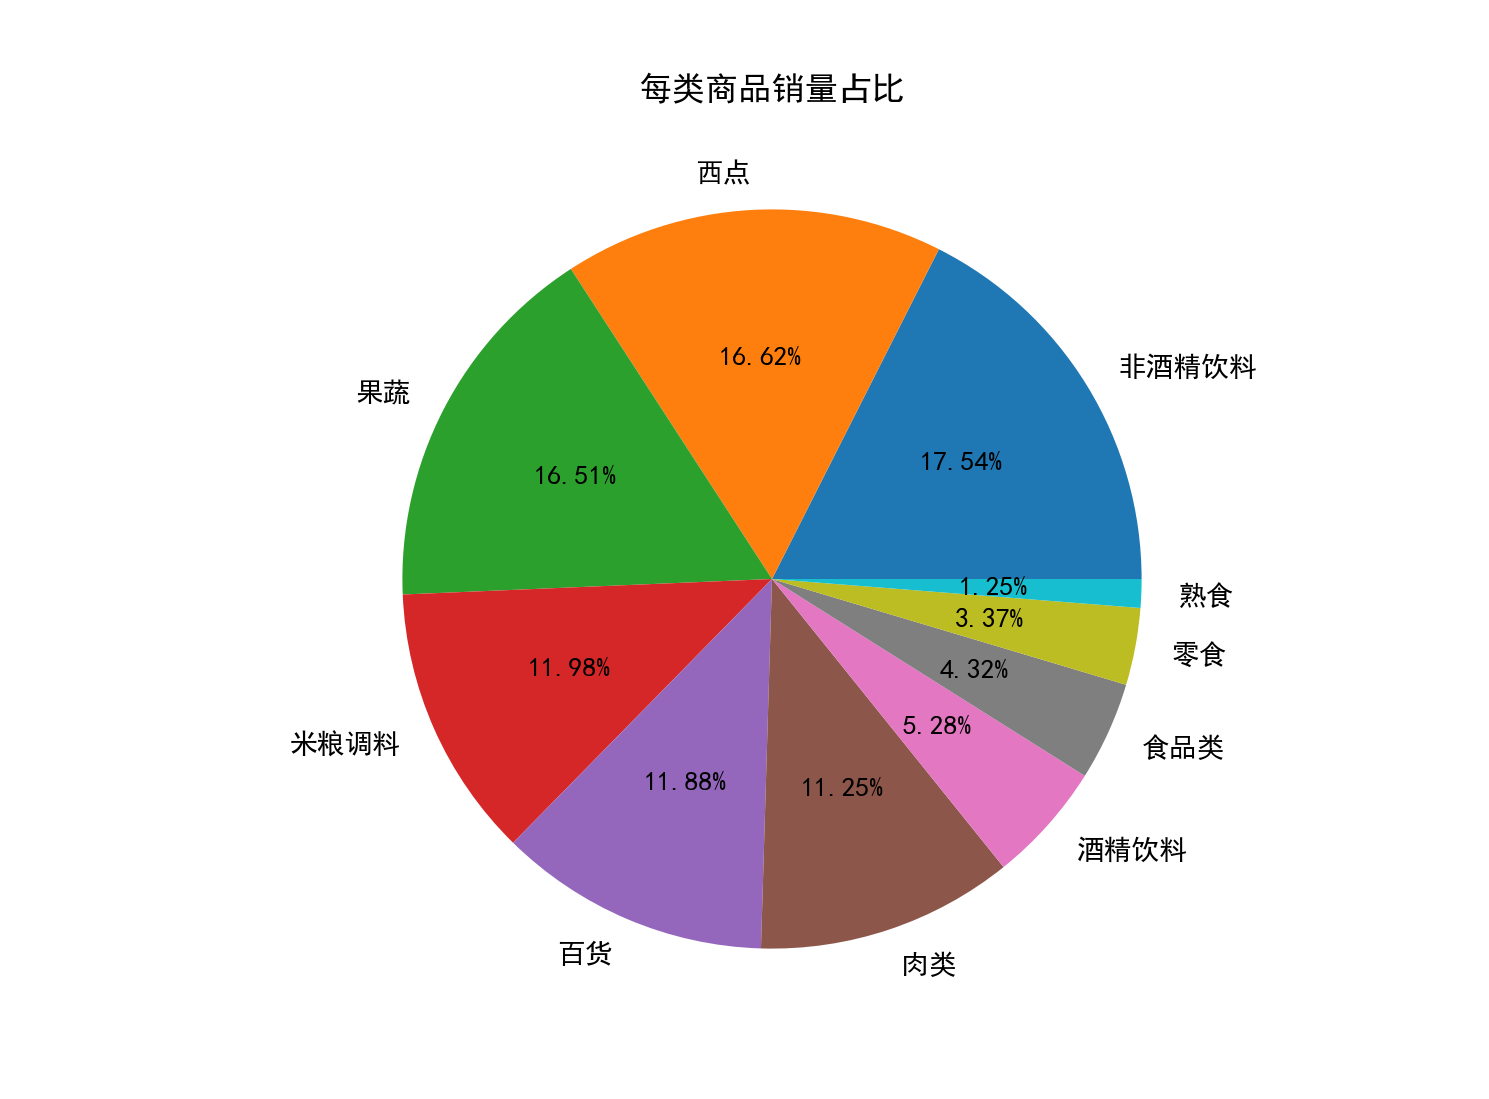 每类商品销量占比
西点
非酒精饮料
16.62%
果蔬
17.54%
16.51%
1.25%
熟食
3.37%
零食
11.98%
4.32%
5.28%
米粮调料
食品类
11.88%
11.25%
酒精饮料
百货
肉类